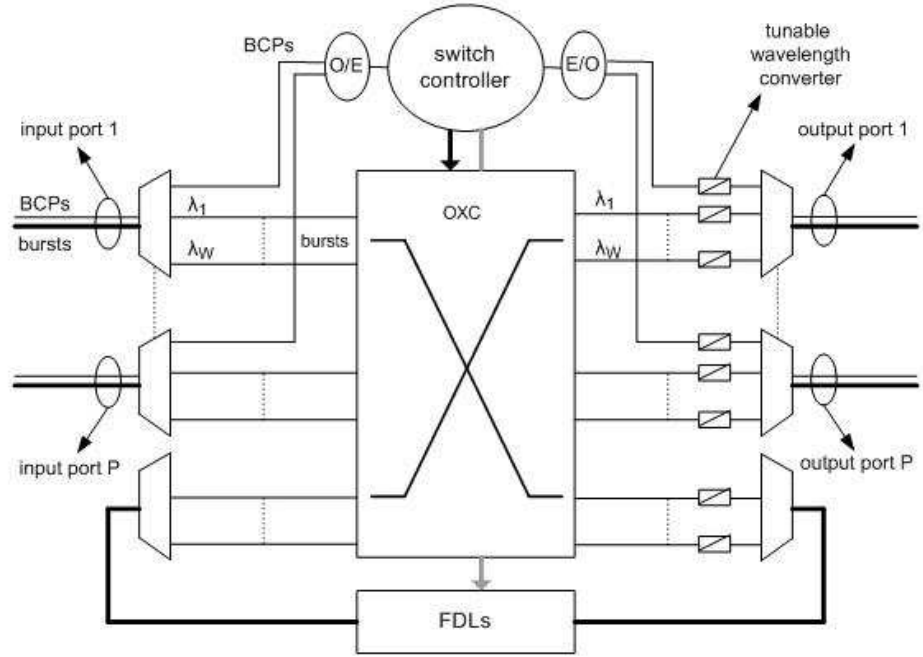 BCPs
O/E
switch
controller
E/O
tunable
wavelength
converter
input port 1
output port 1
BCPs
bursts
λ1
λW
bursts
OXC
λ1
λW
input port P
output port P
FDLs